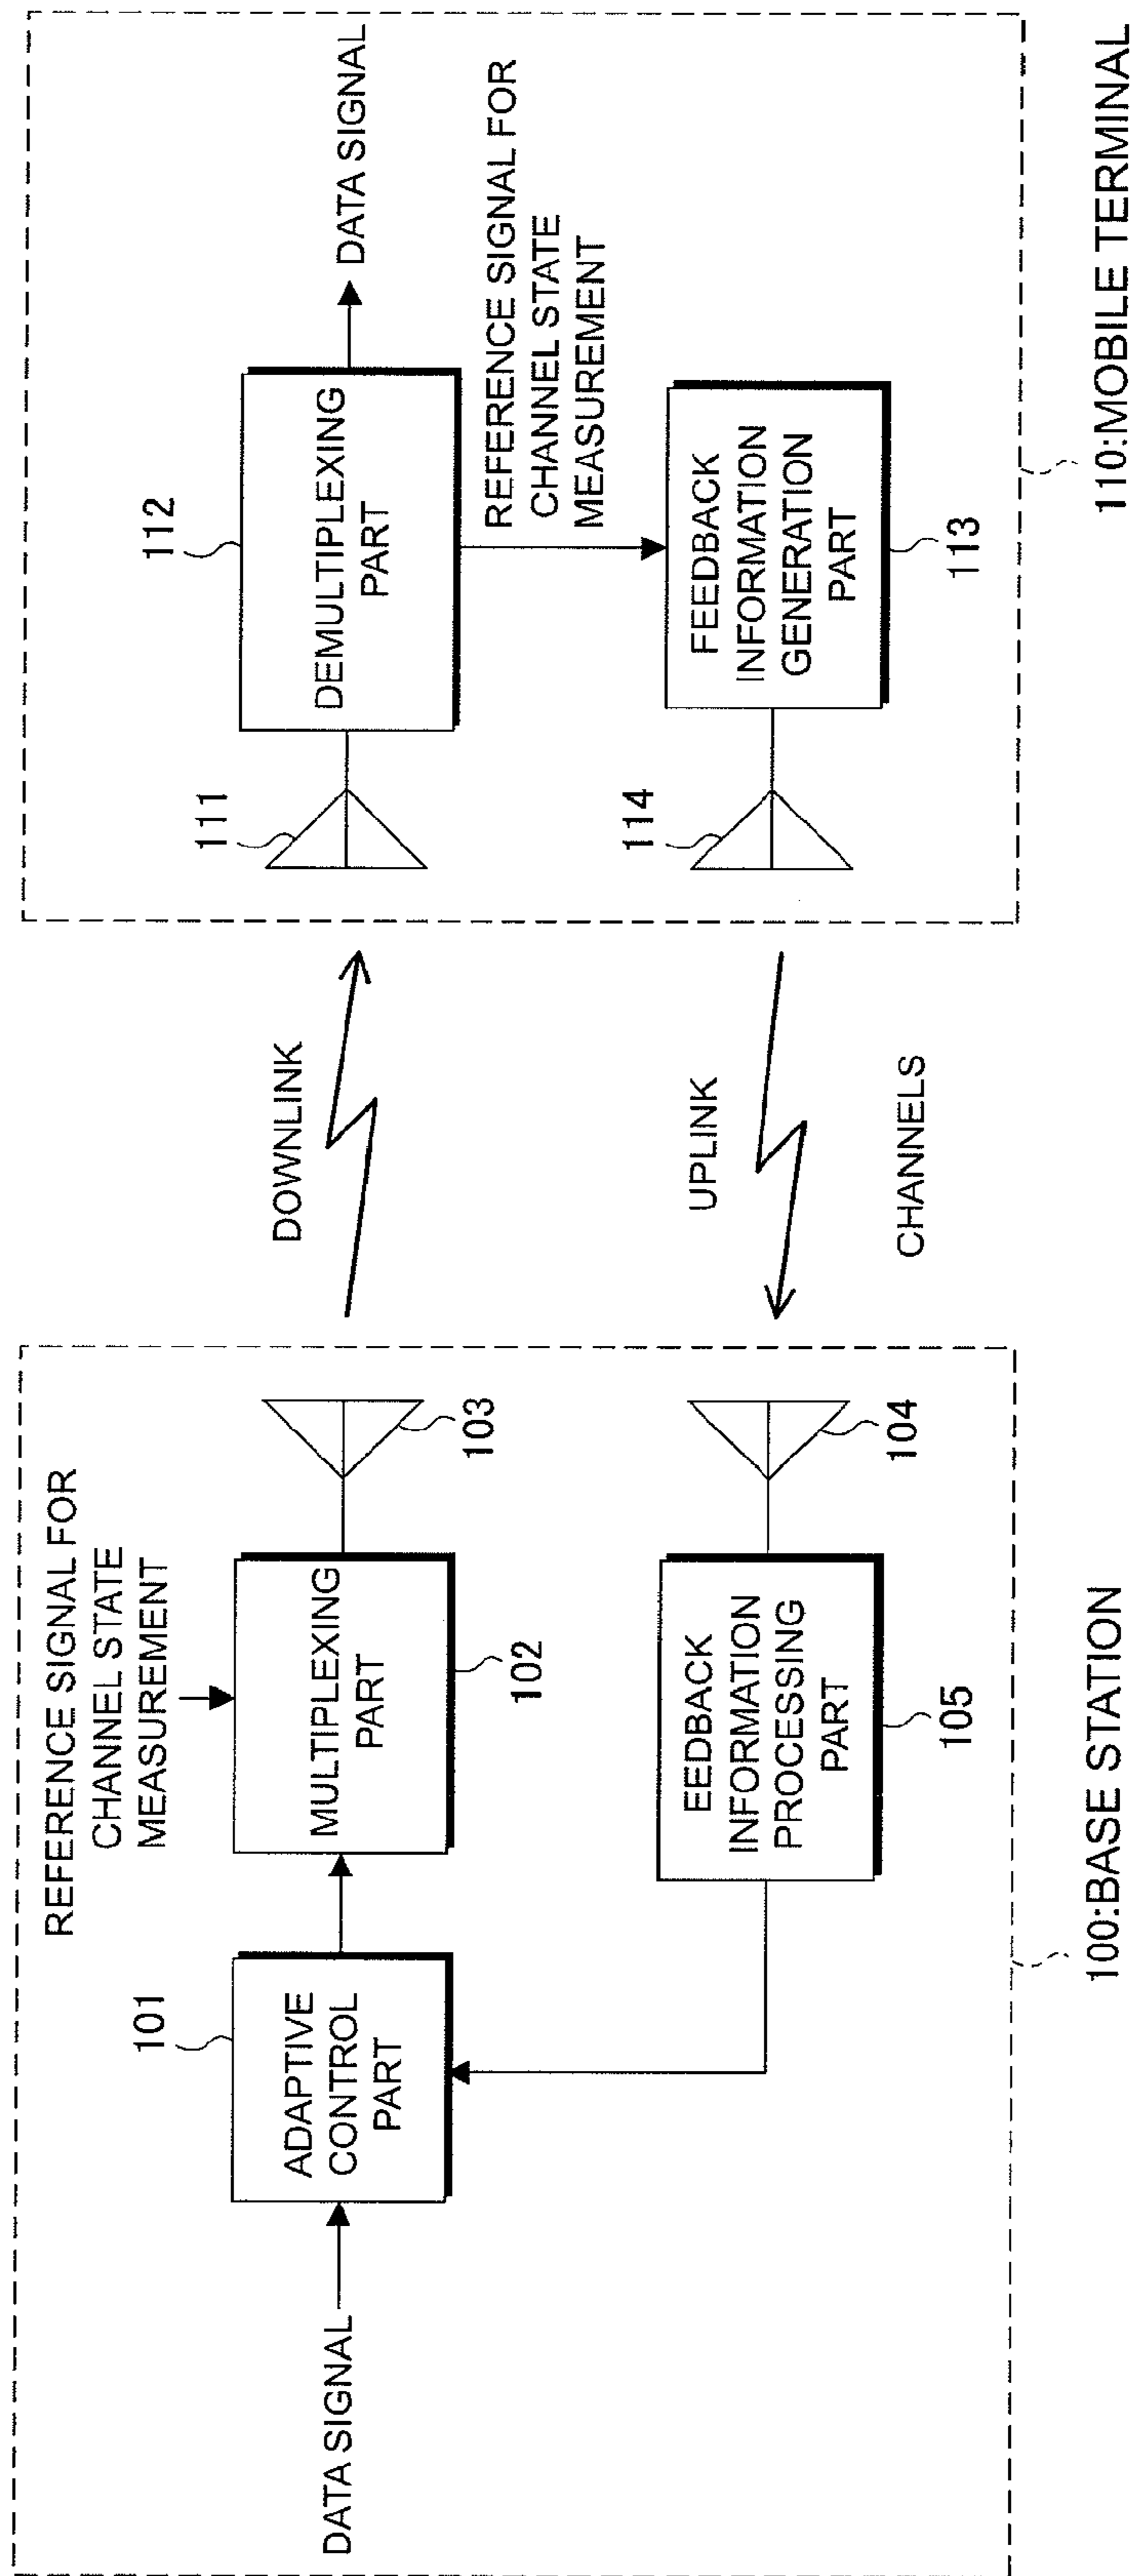 REFERENCE SIGNAL FOR
CHANNEL STATE
MEASUREMENT
101
ADAPTIVE
CONTROL
PART
DATA SIGNAL
MULTIPLEXING
PART
102
103
EEDBACK
INFORMATION
PROCESSING
PART
105
104
100:BASE STATION
DOWNLINK
UPLINK
CHANNELS
111
112
DEMULTIPLEXING
PART
DATA SIGNAL
REFERENCE SIGNAL FOR
CHANNEL STATE
MEASUREMENT
114
FEEDBACK
INFORMATION
GENERATION
PART
113
110:MOBILE TERMINAL